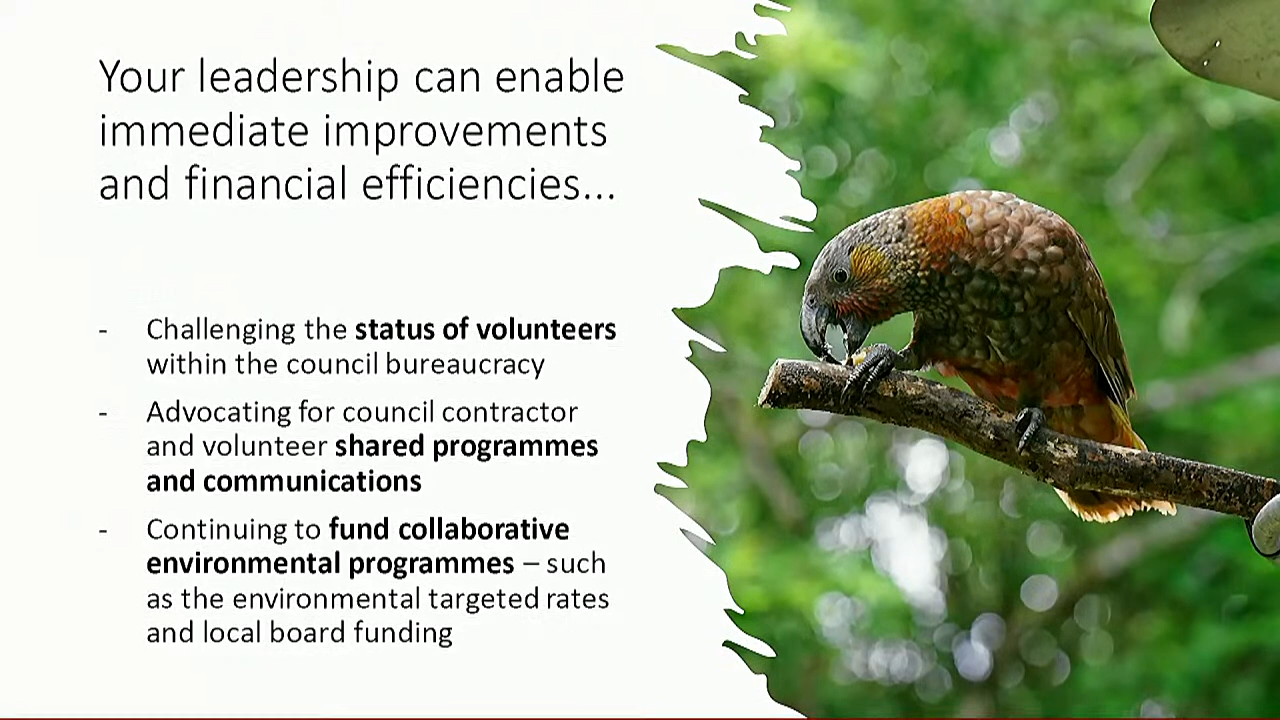 Your leadership can enable
immediate improvements
and financial efficiencies...
- Challenging the status of volunteers
within the council bureaucracy
- Advocating for council contractor
and volunteer shared programmes
and communications
- Continuing to fund collaborative
environmental programmes – such
as the environmental targeted rates
and local board funding